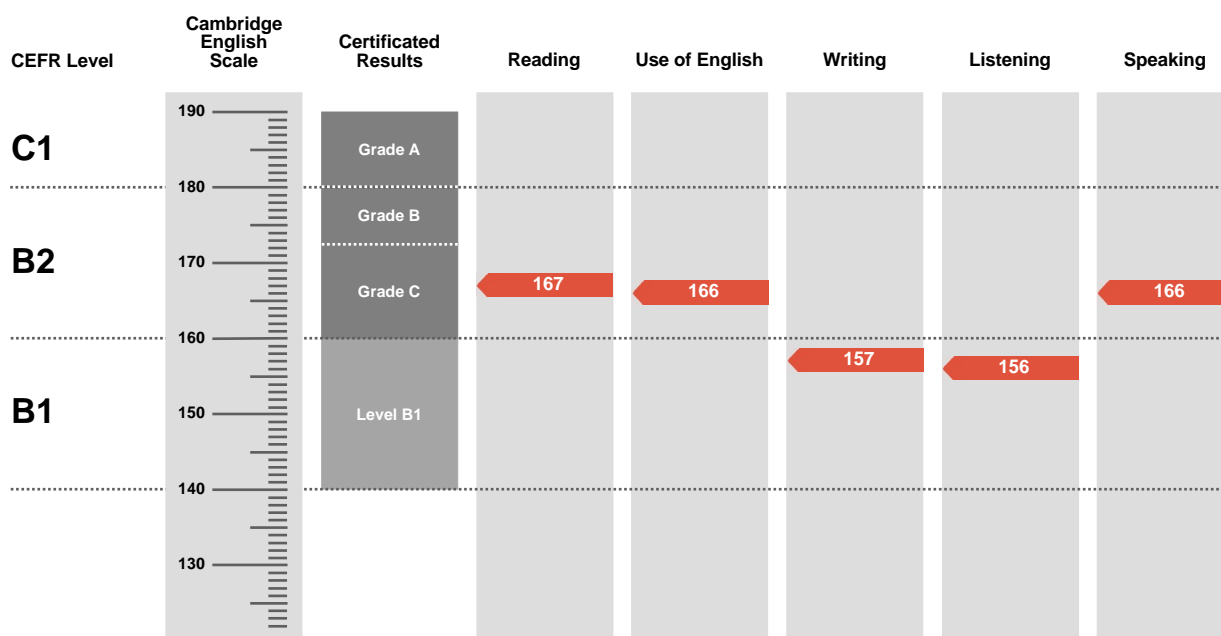 CEFR Level
Cambridge
English
Scale
Certificated
Results
Reading
Use of English
Writing
Listening
Speaking
190
C1
Grade A
180
Grade B
B2
170
Grade C
167
166
166
160
157
156
B1
150
Level B1
140
130